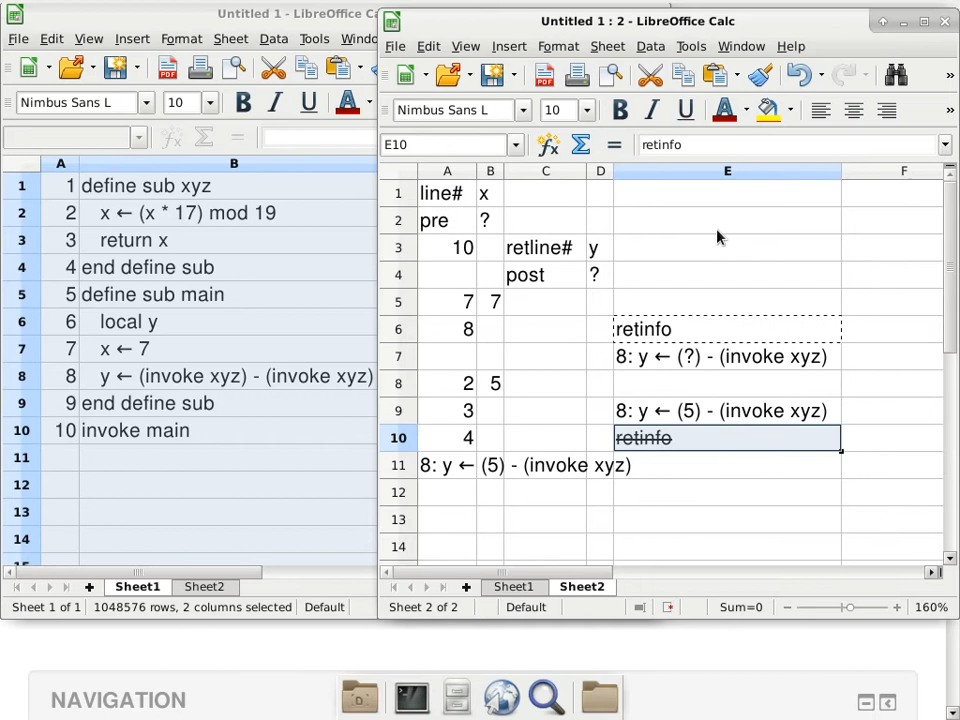 Untitled 1 - LibreOffice Ca
File Edit View Insert Format Sheet Data Tools Windo
Nimbus Sans L 10
B I U A
A B
1 1 define sub xyz
2 2 x ← (x * 17) mod 19
3 3 return x
4 4 end define sub
5 5 define sub main
6 6 local y
7 7 x ← 7
8 8 y ← (invoke xyz) - (invoke xyz)
9 9 end define sub
10 10 invoke main
11
12
13
14
Sheet1 Sheet2
Sheet 1 of 1 1048576 rows, 2 columns selected Default
Untitled 1 : 2 - LibreOffice Calc
File Edit View Insert Format Sheet Data Tools Window Help
Nimbus Sans L 10 B I U A
E10 fx Σ = retinfo
A B C D E F
1 line# x
2 pre ?
3 10 retline# y
4 post ?
5 7 7
6 8 retinfo
7 8: y ← (?) - (invoke xyz)
8 2 5
9 3 8: y ← (5) - (invoke xyz)
10 4 retinfo
11 8: y ← (5) - (invoke xyz)
12
13
14
Sheet1 Sheet2
Sheet 2 of 2 Default Sum=0 160%
NAVIGATION